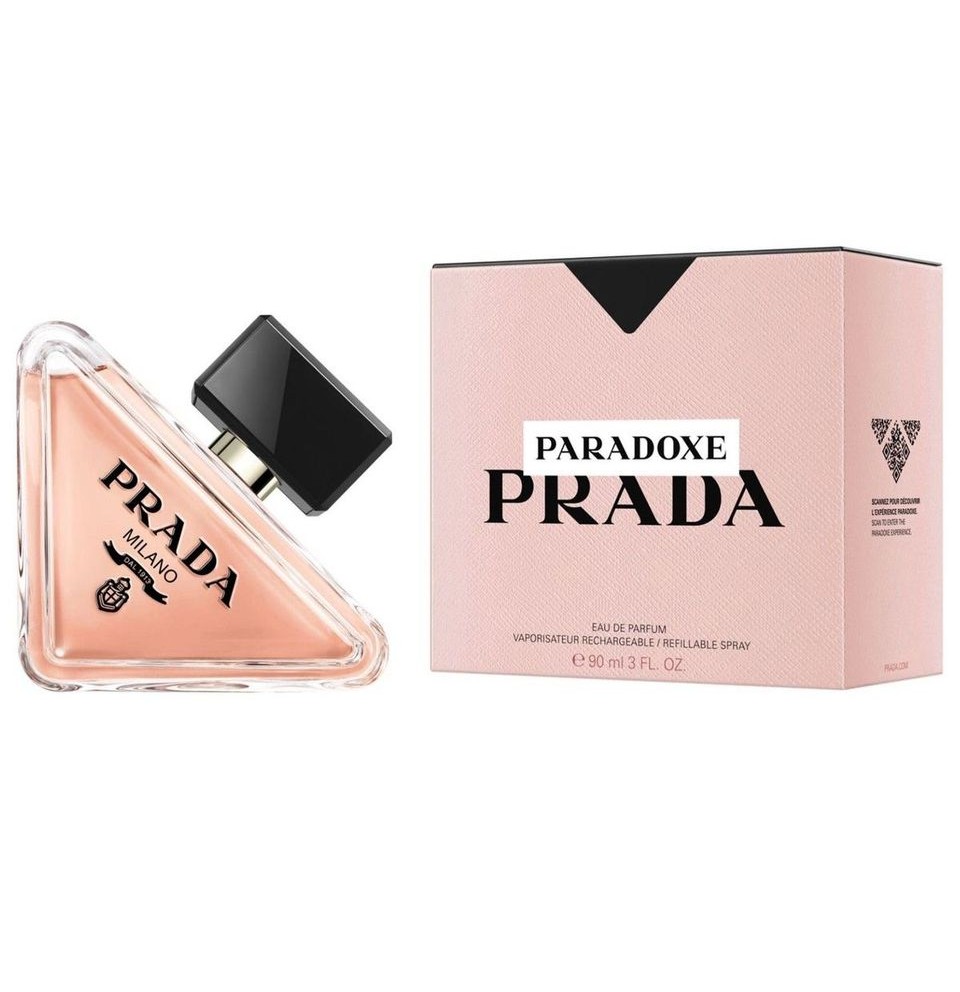 PRADA
MILANO
DAL 1913
PARADOXE
PRADA
EAU DE PARFUM
VAPORISATEUR RECHARGEABLE / REFILLABLE SPRAY
℮ 90 ml 3 FL. OZ.
SCANNEZ POUR DÉCOUVRIR
L'EXPÉRIENCE PARADOXE.
SCAN TO ENTER THE
PARADOXE EXPERIENCE.
PRADA.COM